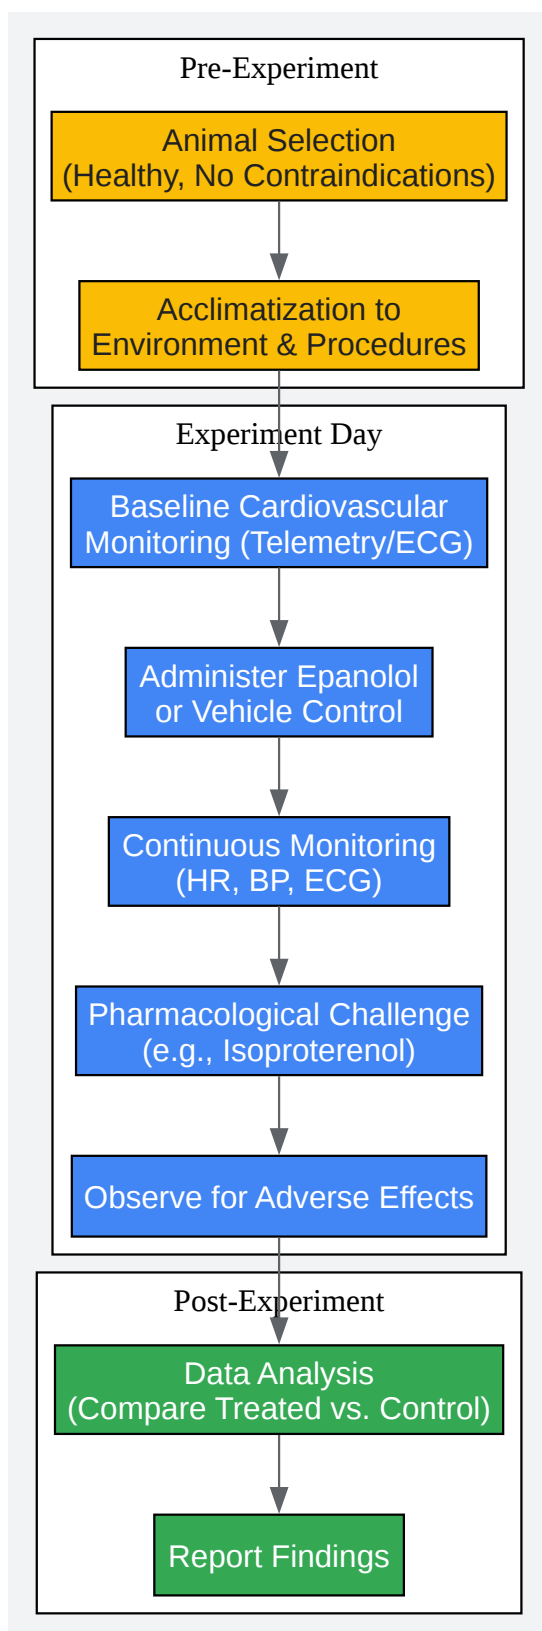 Pre-Experiment
Animal Selection
(Healthy, No Contraindications)
Acclimatization to
Environment & Procedures
Experiment Day
Baseline Cardiovascular
Monitoring (Telemetry/ECG)
Administer Epanolol
or Vehicle Control
Continuous Monitoring
(HR, BP, ECG)
Pharmacological Challenge
(e.g., Isoproterenol)
Observe for Adverse Effects
Post-Experiment
Data Analysis
(Compare Treated vs. Control)
Report Findings